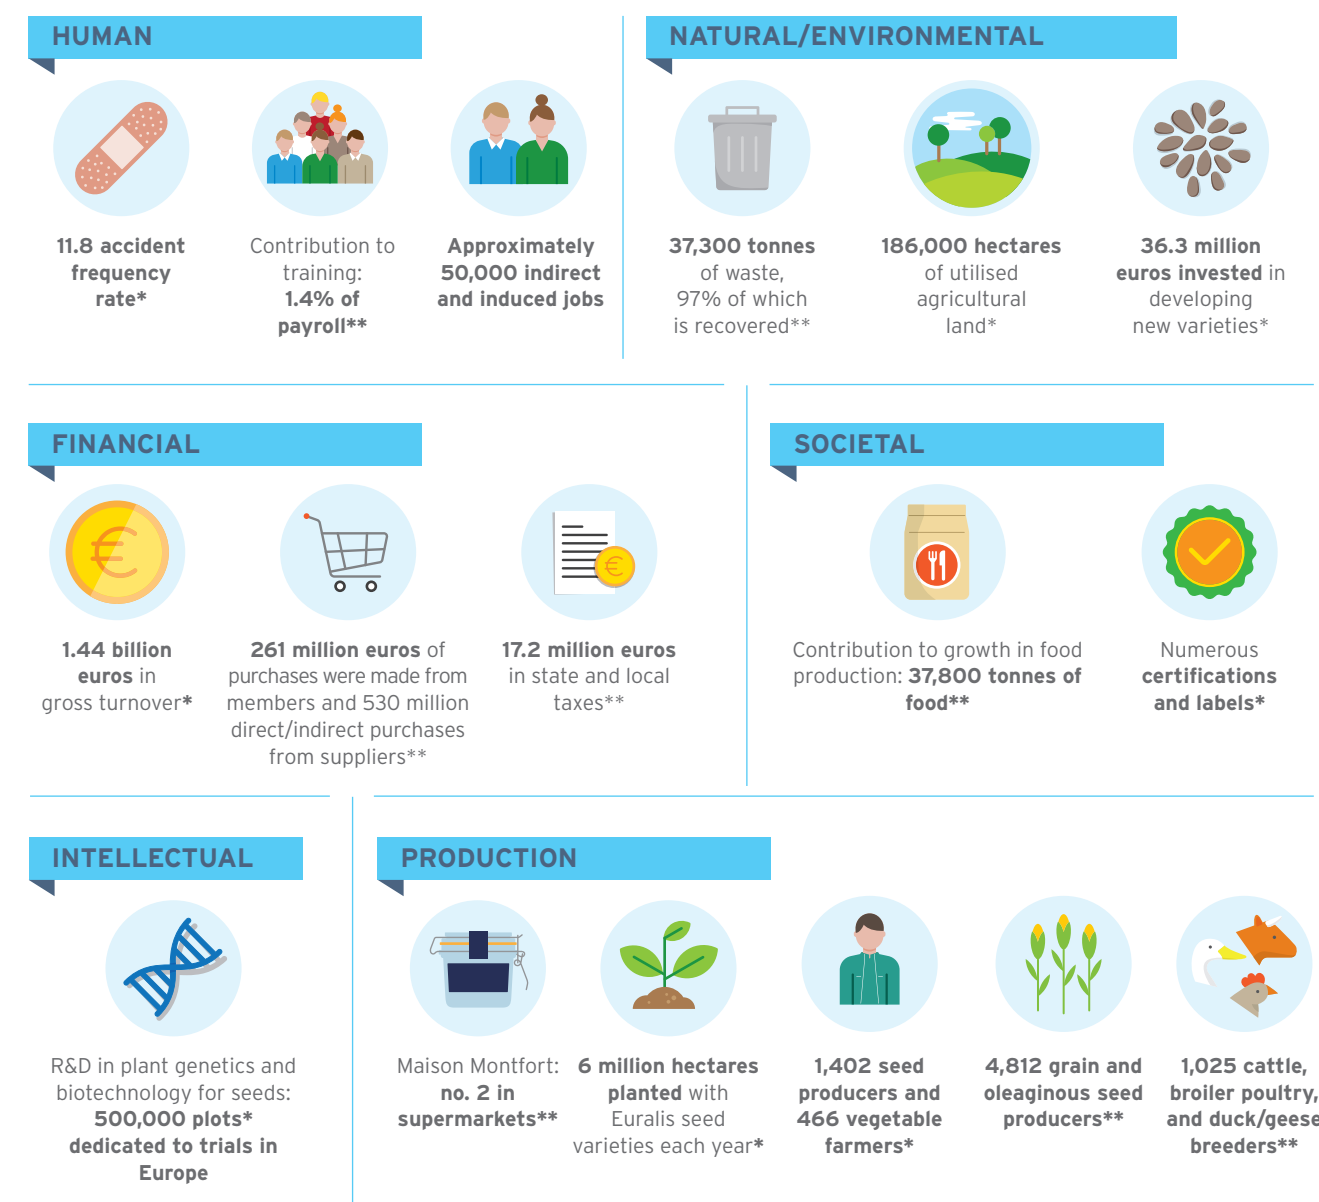 HUMAN
11.8 accident
frequency
rate*
Contribution to
training:
1.4% of
payroll**
Approximately
50,000 indirect
and induced jobs
NATURAL/ENVIRONMENTAL
37,300 tonnes
of waste,
97% of which
is recovered**
186,000 hectares
of utilised
agricultural
land*
36.3 million
euros invested in
developing
new varieties*
FINANCIAL
1.44 billion
euros in
gross turnover*
261 million euros of
purchases were made from
members and 530 million
direct/indirect purchases
from suppliers**
17.2 million euros
in state and local
taxes**
SOCIETAL
Contribution to growth in food
production: 37,800 tonnes of
food**
Numerous
certifications
and labels*
INTELLECTUAL
R&D in plant genetics and
biotechnology for seeds:
500,000 plots*
dedicated to trials in
Europe
PRODUCTION
Maison Montfort:
no. 2 in
supermarkets**
6 million hectares
planted with
Euralis seed
varieties each year*
1,402 seed
producers and
466 vegetable
farmers*
4,812 grain and
oleaginous seed
producers**
1,025 cattle,
broiler poultry,
and duck/geese
breeders**